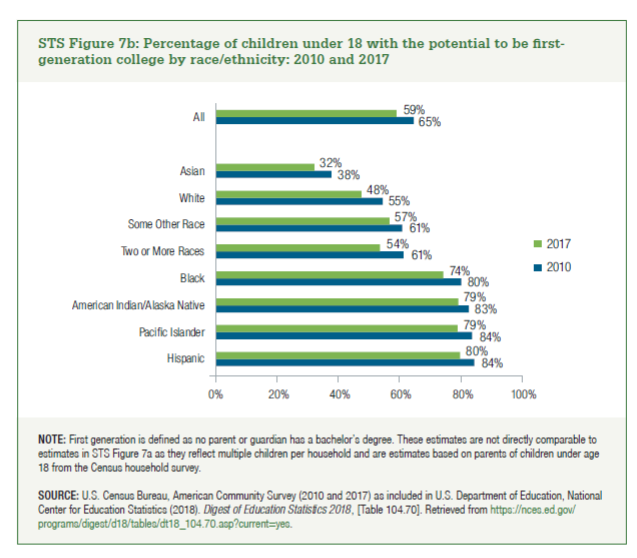 STS Figure 7b: Percentage of children under 18 with the potential to be first-
generation college by race/ethnicity: 2010 and 2017
All
59%
65%
Asian
32%
38%
White
48%
55%
Some Other Race
57%
61%
Two or More Races
54%
61%
Black
74%
80%
American Indian/Alaska Native
79%
83%
Pacific Islander
79%
84%
Hispanic
80%
84%
2017
2010
0% 20% 40% 60% 80% 100%
NOTE: First generation is defined as no parent or guardian has a bachelor's degree. These estimates are not directly comparable to
estimates in STS Figure 7a as they reflect multiple children per household and are estimates based on parents of children under age
18 from the Census household survey.
SOURCE: U.S. Census Bureau, American Community Survey (2010 and 2017) as included in U.S. Department of Education, National
Center for Education Statistics (2018). Digest of Education Statistics 2018, [Table 104.70]. Retrieved from https://nces.ed.gov/
programs/digest/d18/tables/dt18_104.70.asp?current=yes.